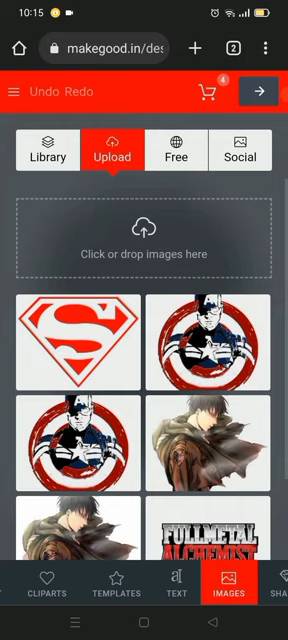 10:15
makegood.in/des
2
Undo Redo
4
Library
Upload
Free
Social
Click or drop images here
S
FULLMETAL
ALCHEMIST
CLIPARTS
TEMPLATES
TEXT
IMAGES
SHA